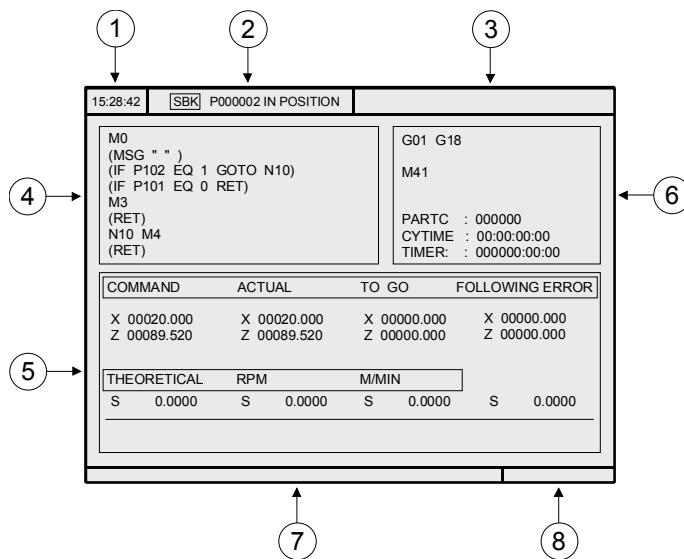 1 2 3
15:28:42 SBK P000002 IN POSITION
M0
(MSG " " )
(IF P102 EQ 1 GOTO N10)
(IF P101 EQ 0 RET)
M3
(RET)
N10 M4
(RET)
G01 G18
M41
PARTC : 000000
CYTIME : 00:00:00:00
TIMER: : 000000:00:00
4
6
COMMAND ACTUAL TO GO FOLLOWING ERROR
X 00020.000 X 00020.000 X 00000.000 X 00000.000
Z 00089.520 Z 00089.520 Z 00000.000 Z 00000.000
5
THEORETICAL RPM M/MIN
S 0.0000 S 0.0000 S 0.0000 S 0.0000
7 8